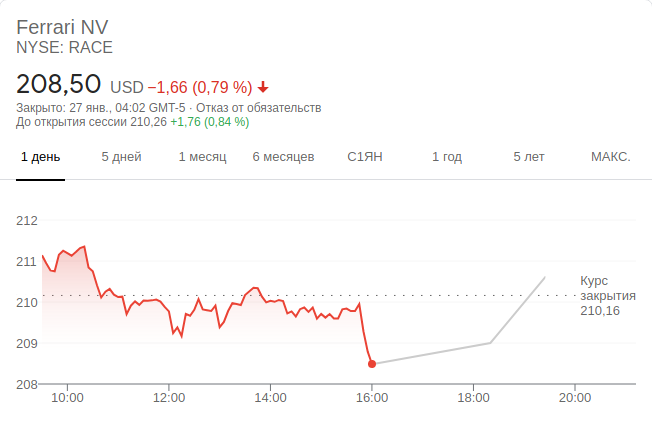 Ferrari NV
NYSE: RACE
208,50 USD −1,66 (0,79 %)
Закрыто: 27 янв., 04:02 GMT-5 · Отказ от обязательств
До открытия сессии 210,26 +1,76 (0,84 %)
1 день 5 дней 1 месяц 6 месяцев С1ЯН 1 год 5 лет МАКС.
212
211
210
209
208
Курс
закрытия
210,16
10:00 12:00 14:00 16:00 18:00 20:00